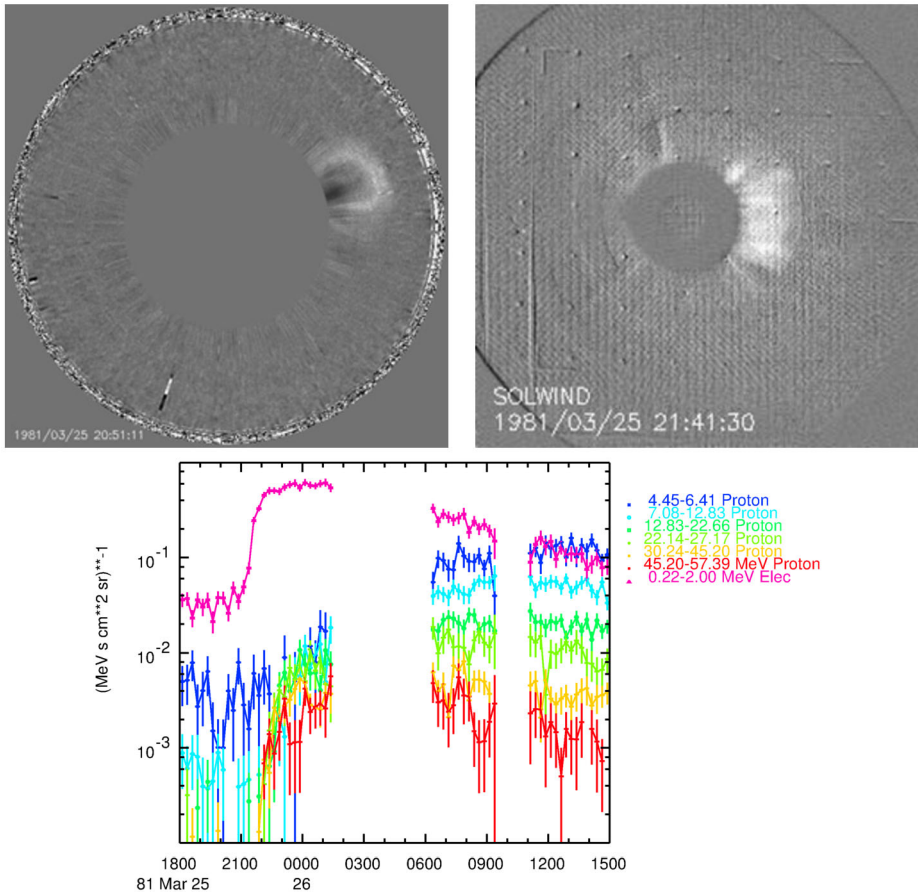 1981/03/25 20:51:11
SOLWIND
1981/03/25 21:41:30
(MeV s cm**2 sr)**-1
10-1
10-2
10-3
4.45-6.41 Proton
7.08-12.83 Proton
12.83-22.66 Proton
22.14-27.17 Proton
30.24-45.20 Proton
45.20-57.39 MeV Proton
0.22-2.00 MeV Elec
1800 2100 0000 0300 0600 0900 1200 1500
81 Mar 25 26